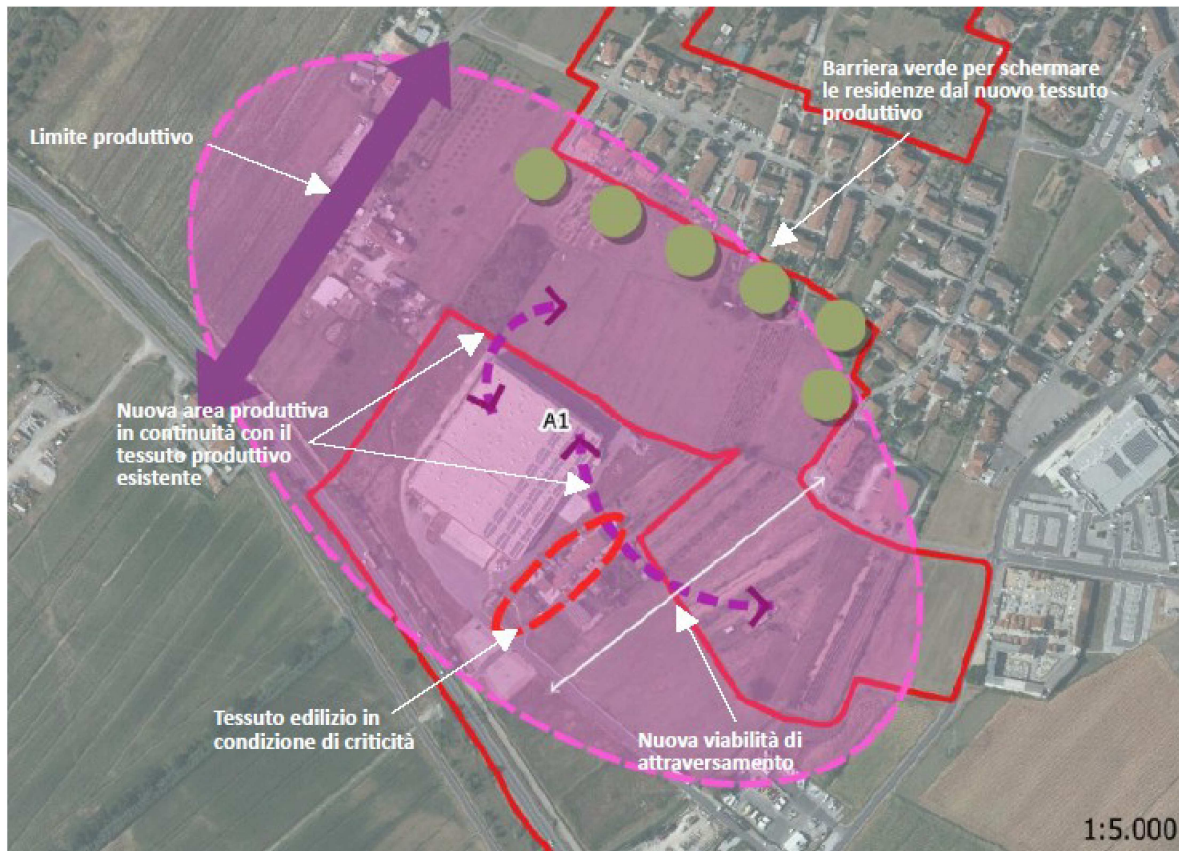 Barriera verde per schermare
le residenze dal nuovo tessuto
produttivo
Limite produttivo
Nuova area produttiva
in continuità con il
tessuto produttivo
esistente
A1
Tessuto edilizio in
condizione di criticità
Nuova viabilità di
attraversamento
1:5.000